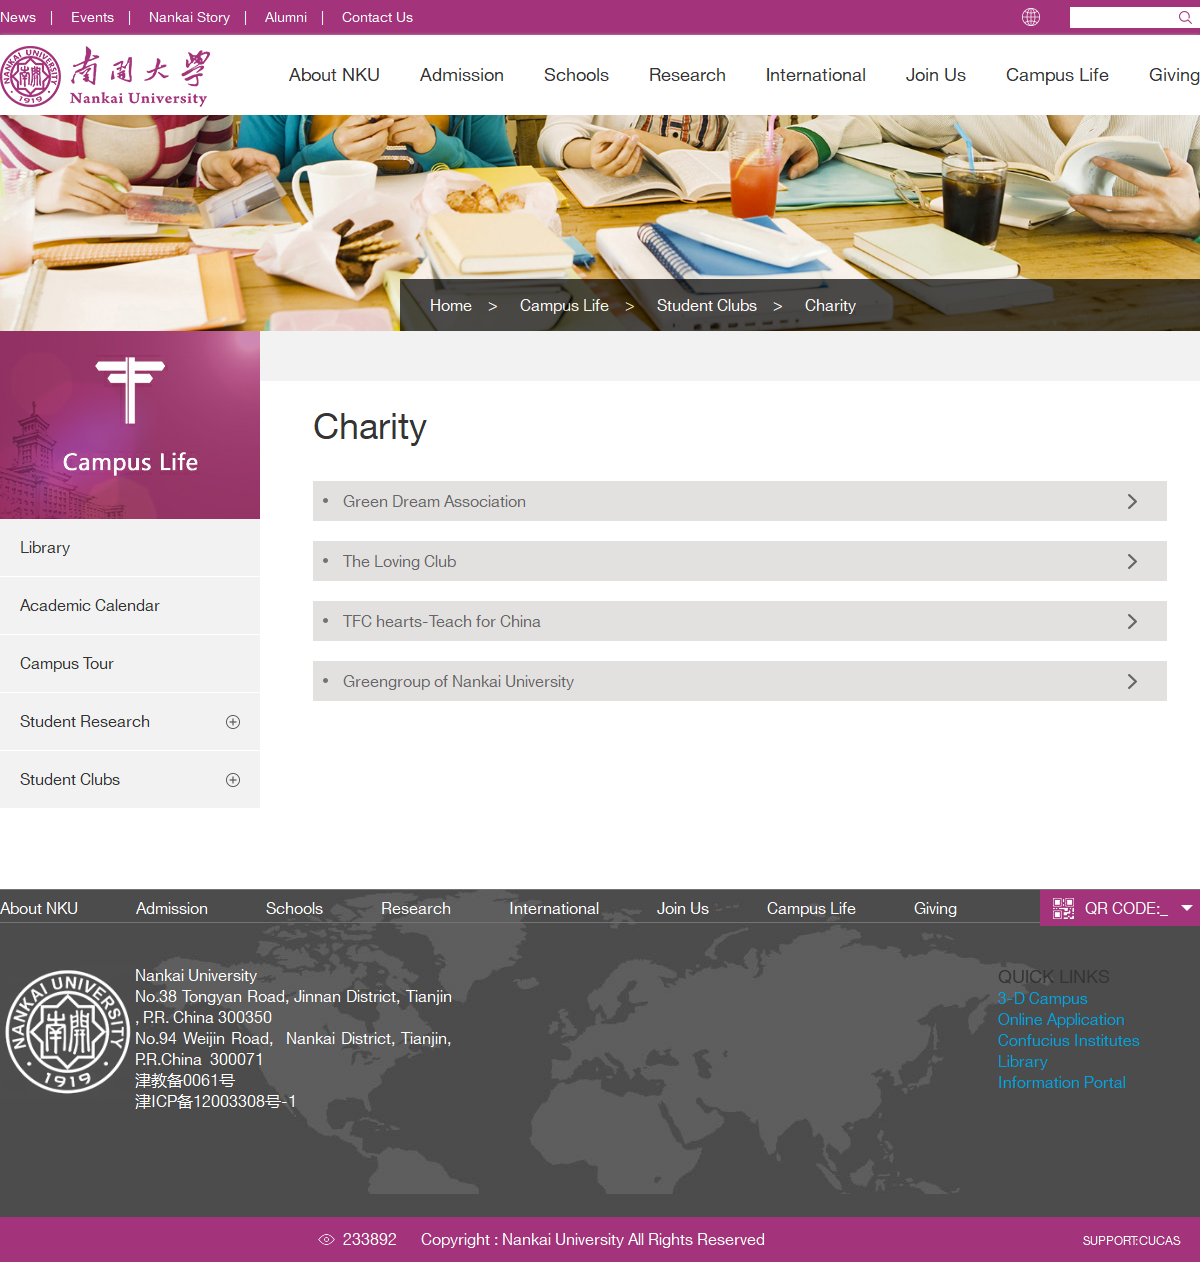 News | Events | Nankai Story | Alumni | Contact Us
NANKAI UNIVERSITY
1919
南開大學
Nankai University
About NKU Admission Schools Research International Join Us Campus Life Giving
Home > Campus Life > Student Clubs > Charity
Campus Life
Library
Academic Calendar
Campus Tour
Student Research
Student Clubs
Charity
• Green Dream Association
• The Loving Club
• TFC hearts-Teach for China
• Greengroup of Nankai University
About NKU Admission Schools Research International Join Us Campus Life Giving
QR CODE:_
NANKAI UNIVERSITY
南開
1919
Nankai University
No.38 Tongyan Road, Jinnan District, Tianjin
, P.R. China 300350
No.94 Weijin Road, Nankai District, Tianjin,
P.R.China 300071
津教备0061号
津ICP备12003308号-1
QUICK LINKS
3-D Campus
Online Application
Confucius Institutes
Library
Information Portal
233892 Copyright : Nankai University All Rights Reserved
SUPPORT:CUCAS